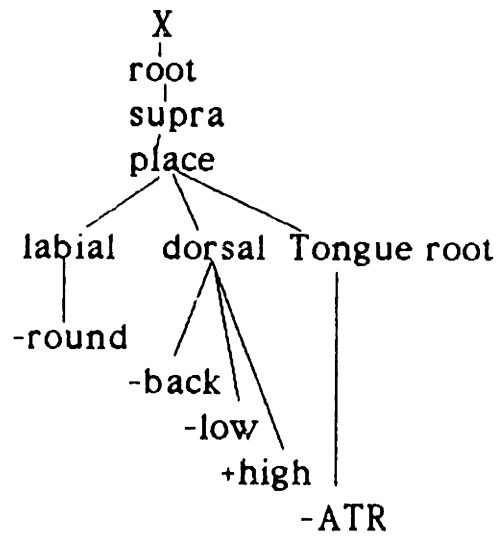 X
root
supra
place
labial dorsal Tongue root
-round
-back
-low
+high
-ATR